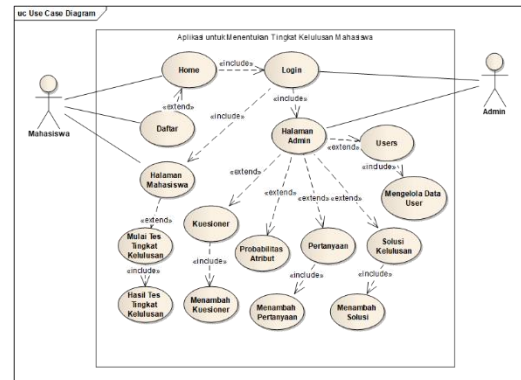 uc Use Case Diagram
Aplikasi untuk Menentukan Tingkat Kelulusan Mahasiswa
Home
«include»
Login
Mahasiswa
Admin
«extend»
«include»
«include»
Daftar
Halaman
Admin
«extend»
Users
«include»
Halaman
Mahasiswa
«extend»
«extend»
«extend»
«extend»
Mengelola Data
User
«extend»
Kuesioner
Mulai Tes
Tingkat
Kelulusan
Probabilitas
Atribut
Pertanyaan
Solusi
Kelulusan
«include»
«include»
«include»
«include»
Hasil Tes
Tingkat
Kelulusan
Menambah
Kuesioner
Menambah
Pertanyaan
Menambah
Solusi